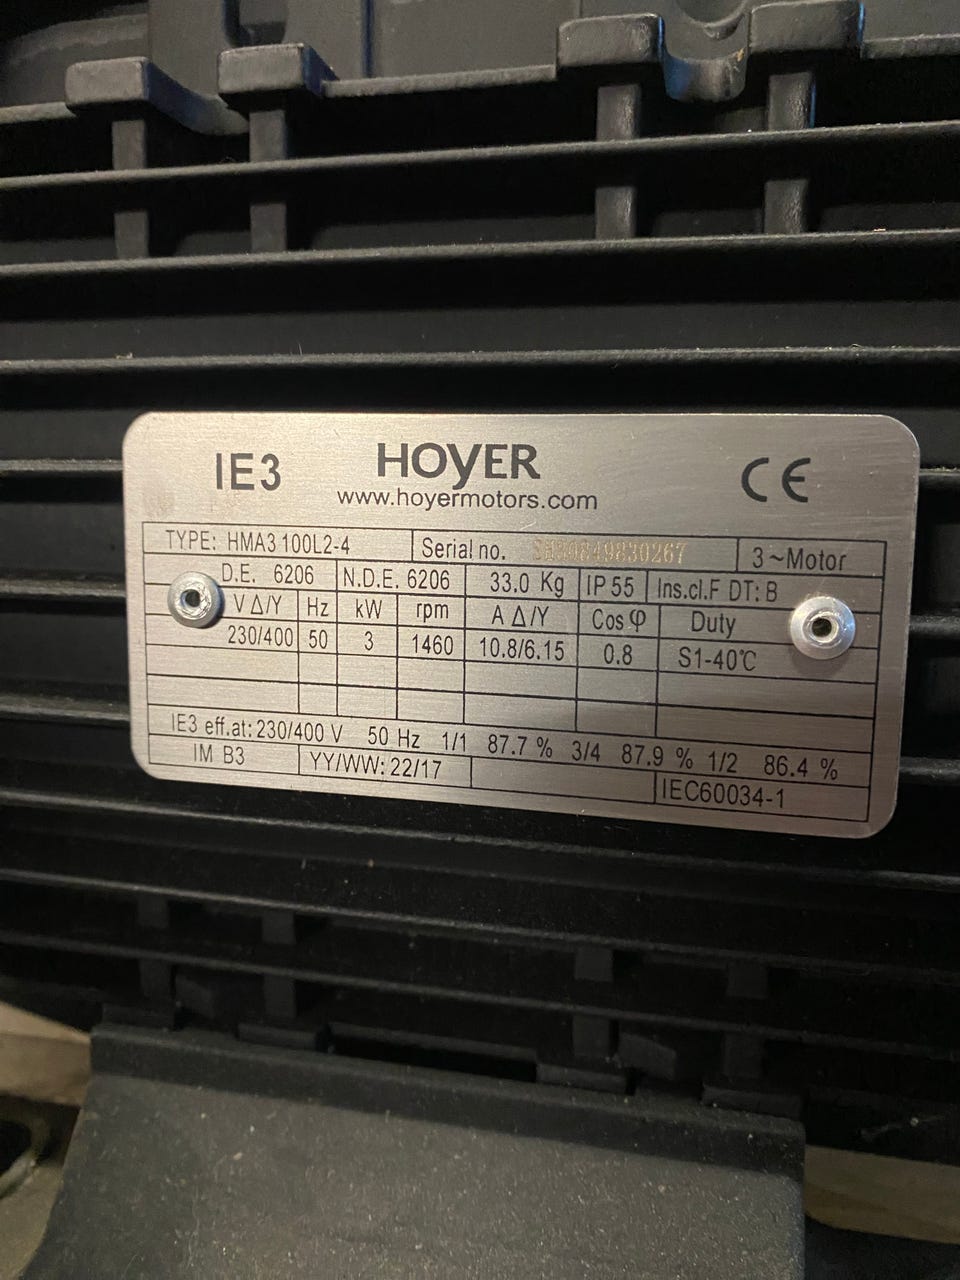 IE3 HOYER CE
www.hoyermotors.com
TYPE: HMA3 100L2-4 Serial no. 3~Motor
D.E. 6206 N.D.E. 6206 33.0 Kg IP 55 Ins.cl.F DT: B
V Δ/Y Hz kW rpm A Δ/Y Cos φ Duty
230/400 50 3 1460 10.8/6.15 0.8 S1-40℃
IE3 eff.at: 230/400 V 50 Hz 1/1 87.7 % 3/4 87.9 % 1/2 86.4 %
IM B3 YY/WW: 22/17 IEC60034-1